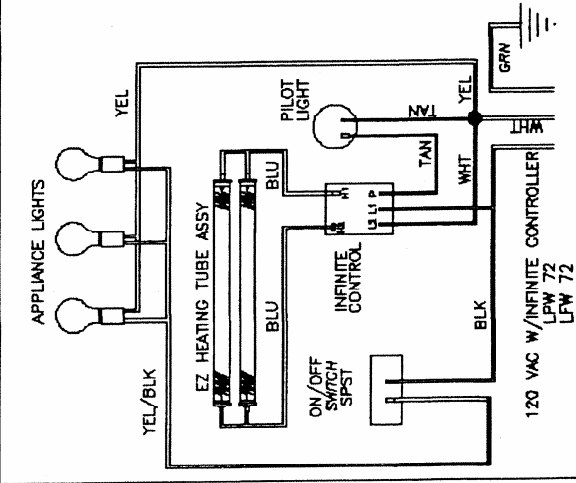 YEL
APPLIANCE LIGHTS
YEL/BLK
EZ HEATING TUBE ASSY
BLU
BLU
PILOT
LIGHT
TAN
TAN
YEL
WHT
GRN
WHT
H1
P
L1
L2
INFINITE
CONTROL
ON/OFF
SWITCH
SPST
BLK
120 VAC W/INFINITE CONTROLLER
LPW 72
LFW 72